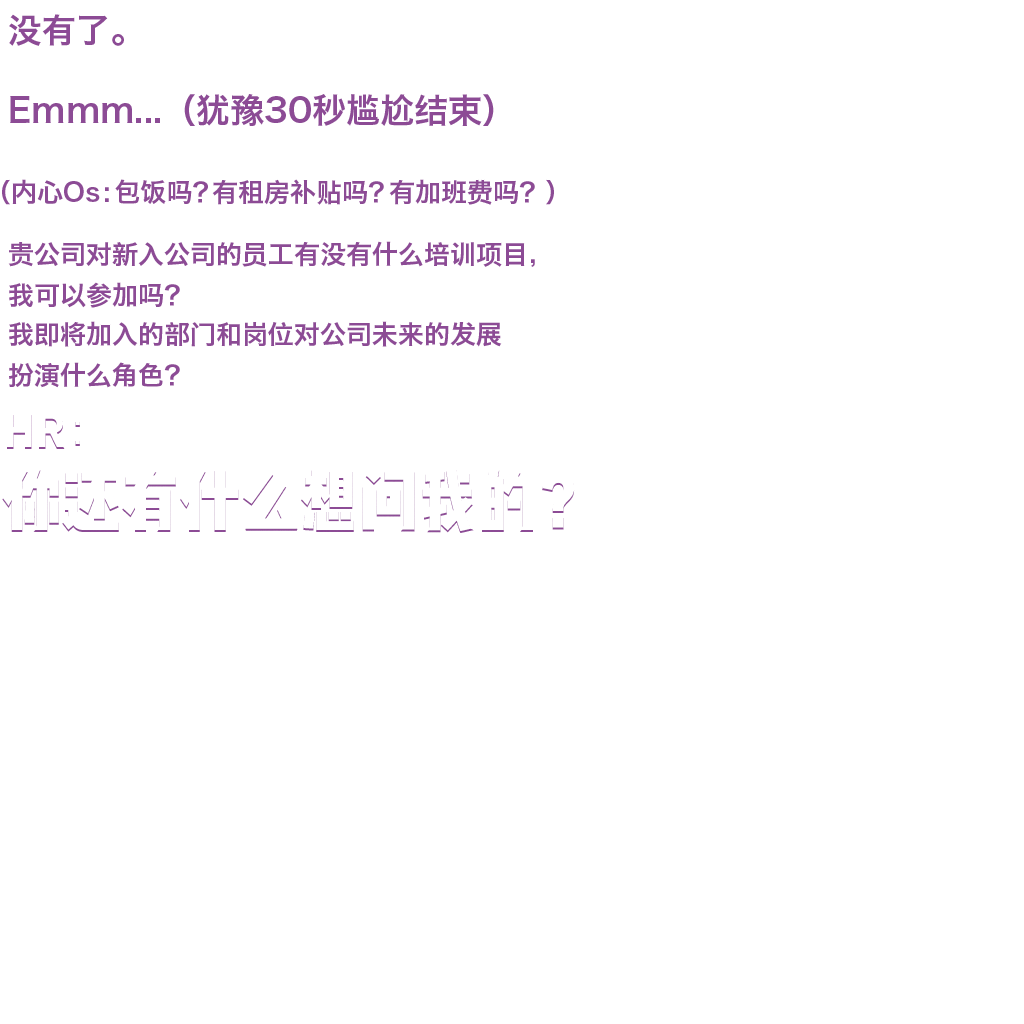 没有了。
Emmm...（犹豫30秒尴尬结束）
（内心Os：包饭吗？有租房补贴吗？有加班费吗？）
贵公司对新入公司的员工有没有什么培训项目，
我可以参加吗？
我即将加入的部门和岗位对公司未来的发展
扮演什么角色？
HR：
你还有什么想问我的？